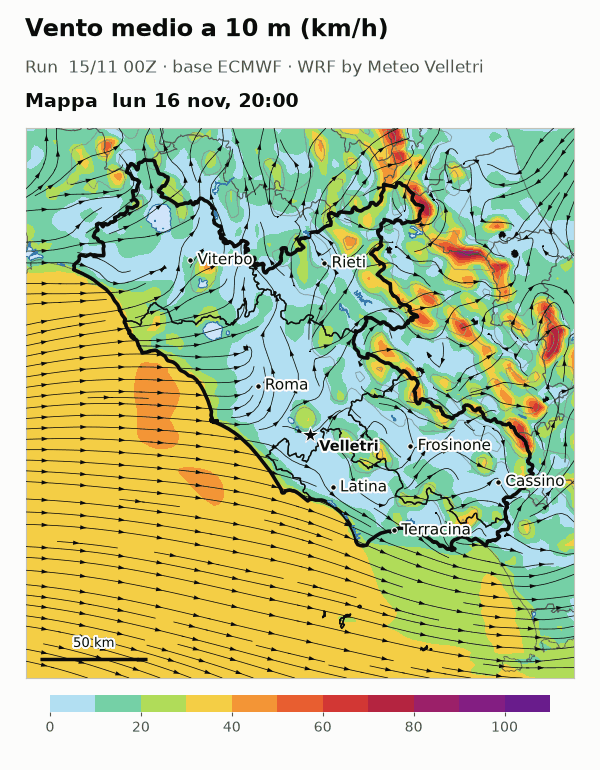 Vento medio a 10 m (km/h)
Run  15/11 00Z · base ECMWF · WRF by Meteo Velletri
Mappa  lun 16 nov, 20:00
Viterbo
Rieti
Roma
Velletri
Frosinone
Cassino
Latina
Terracina
50 km
0 20 40 60 80 100